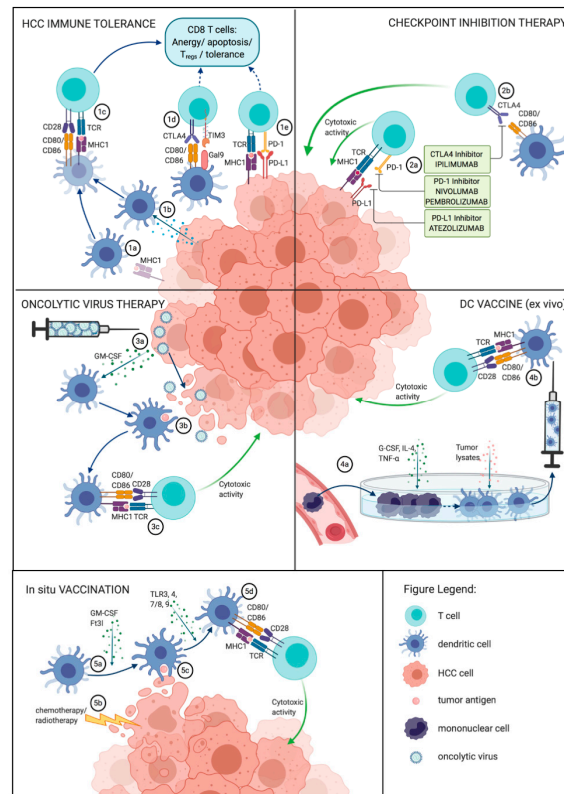 HCC IMMUNE TOLERANCE
CD8 T cells:
Anergy/ apoptosis/
Tregs / tolerance
1c
CD28
CD80/
CD86
TCR
MHC1
1d
CTLA4
CD80/
CD86
TIM3
Gal9
1e
TCR
MHC1
PD-1
PD-L1
1b
1a
MHC1
CHECKPOINT INHIBITION THERAPY
2b
CTLA4
CD80/
CD86
Cytotoxic
activity
TCR
MHC1
2a
PD-1
PD-L1
CTLA4 Inhibitor
IPILIMUMAB
PD-1 Inhibitor
NIVOLUMAB
PEMBROLIZUMAB
PD-L1 Inhibitor
ATEZOLIZUMAB
ONCOLYTIC VIRUS THERAPY
3a
GM-CSF
3b
CD80/
CD86
CD28
MHC1
TCR
3c
Cytotoxic
activity
DC VACCINE (ex vivo)
MHC1
TCR
CD28
CD80/
CD86
4b
Cytotoxic
activity
4a
G-CSF, IL-4,
TNF-α
Tumor
lysates
In situ VACCINATION
GM-CSF
Ft3l
TLR3, 4,
7/8, 9
5d
CD80/
CD86
CD28
MHC1
TCR
5a
5c
5b
chemotherapy/
radiotherapy
Cytotoxic
activity
Figure Legend:
T cell
dendritic cell
HCC cell
tumor antigen
mononuclear cell
oncolytic virus